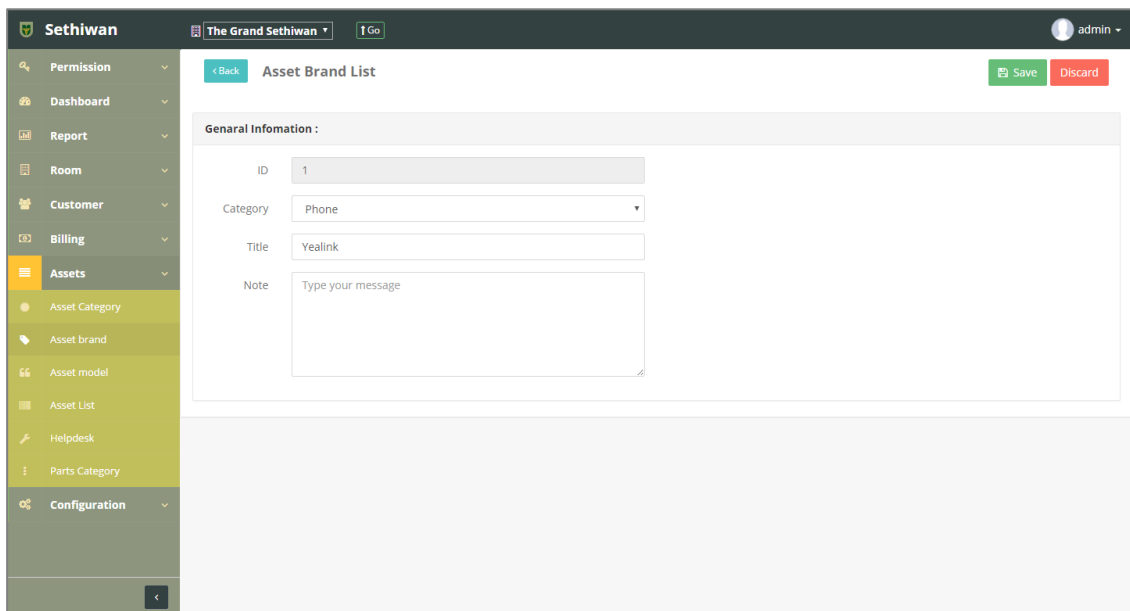 Sethiwan
The Grand Sethiwan
Go
admin
Permission
Dashboard
Report
Room
Customer
Billing
Assets
Asset Category
Asset brand
Asset model
Asset List
Helpdesk
Parts Category
Configuration
Back
Asset Brand List
Save
Discard
Genaral Infomation :
ID
1
Category
Phone
Title
Yealink
Note
Type your message